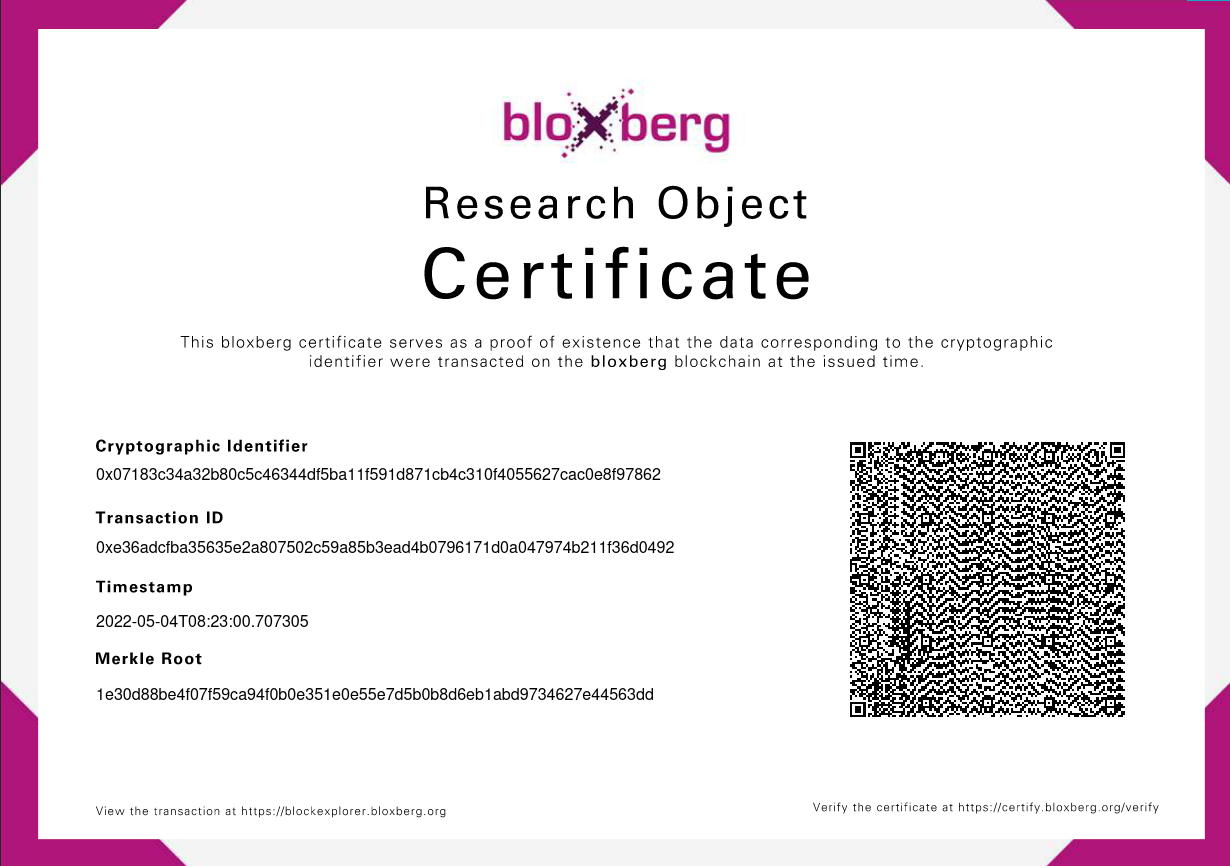 bloxberg
Research Object
Certificate
This bloxberg certificate serves as a proof of existence that the data corresponding to the cryptographic
identifier were transacted on the bloxberg blockchain at the issued time.
Cryptographic Identifier
0x07183c34a32b80c5c46344df5ba11f591d871cb4c310f4055627cac0e8f97862
Transaction ID
0xe36adcfba35635e2a807502c59a85b3ead4b0796171d0a047974b211f36d0492
Timestamp
2022-05-04T08:23:00.707305
Merkle Root
1e30d88be4f07f59ca94f0b0e351e0e55e7d5b0b8d6eb1abd9734627e44563dd
View the transaction at https://blockexplorer.bloxberg.org
Verify the certificate at https://certify.bloxberg.org/verify